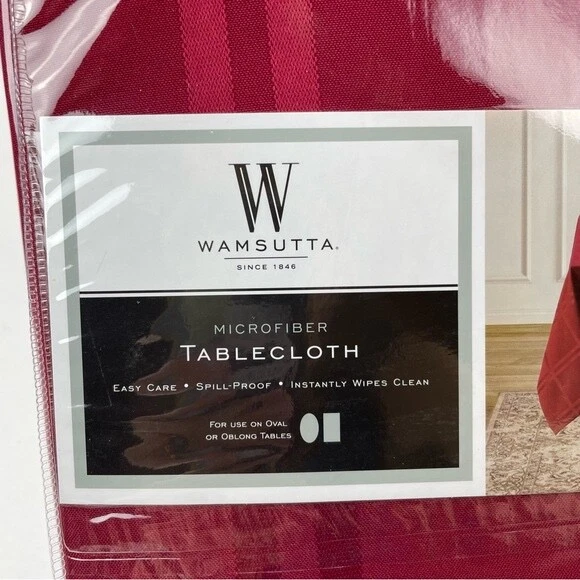 W
WAMSUTTA®
SINCE 1846
MICROFIBER
TABLECLOTH
EASY CARE • SPILL-PROOF • INSTANTLY WIPES CLEAN
FOR USE ON OVAL
OR OBLONG TABLES